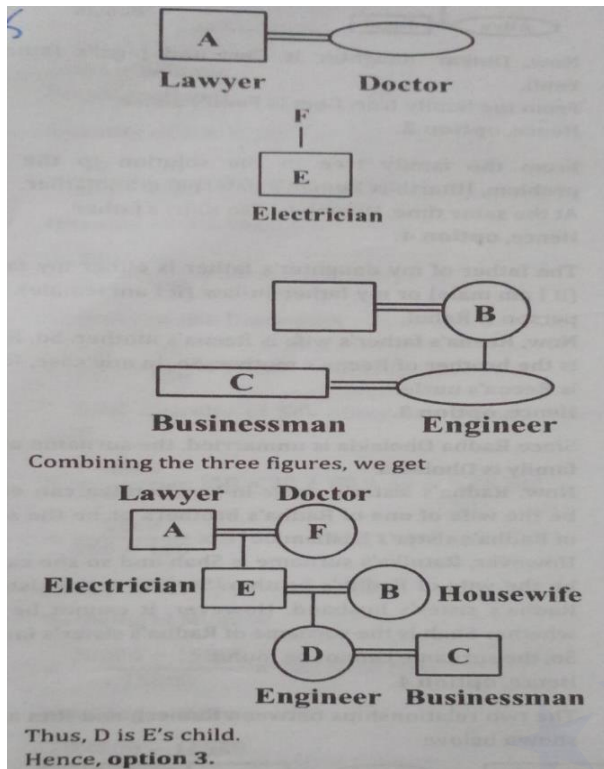 A
Lawyer Doctor
F
E
Electrician
B
C
Businessman Engineer
Combining the three figures, we get
Lawyer Doctor
A F
Electrician E B Housewife
D C
Engineer Businessman
Thus, D is E's child.
Hence, option 3.